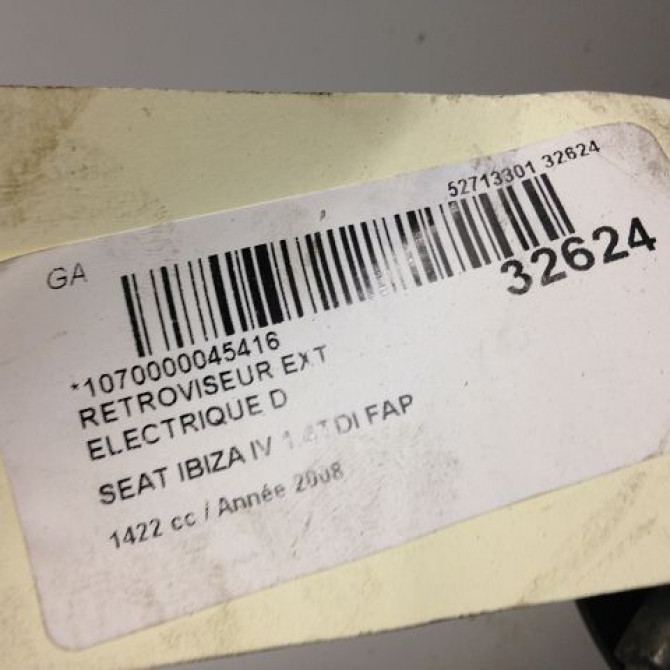 52713301 32624
GA
32624
*1070000045416
RETROVISEUR EXT
ELECTRIQUE D
SEAT IBIZA IV 1.4TDI FAP
1422 cc / Année 2008